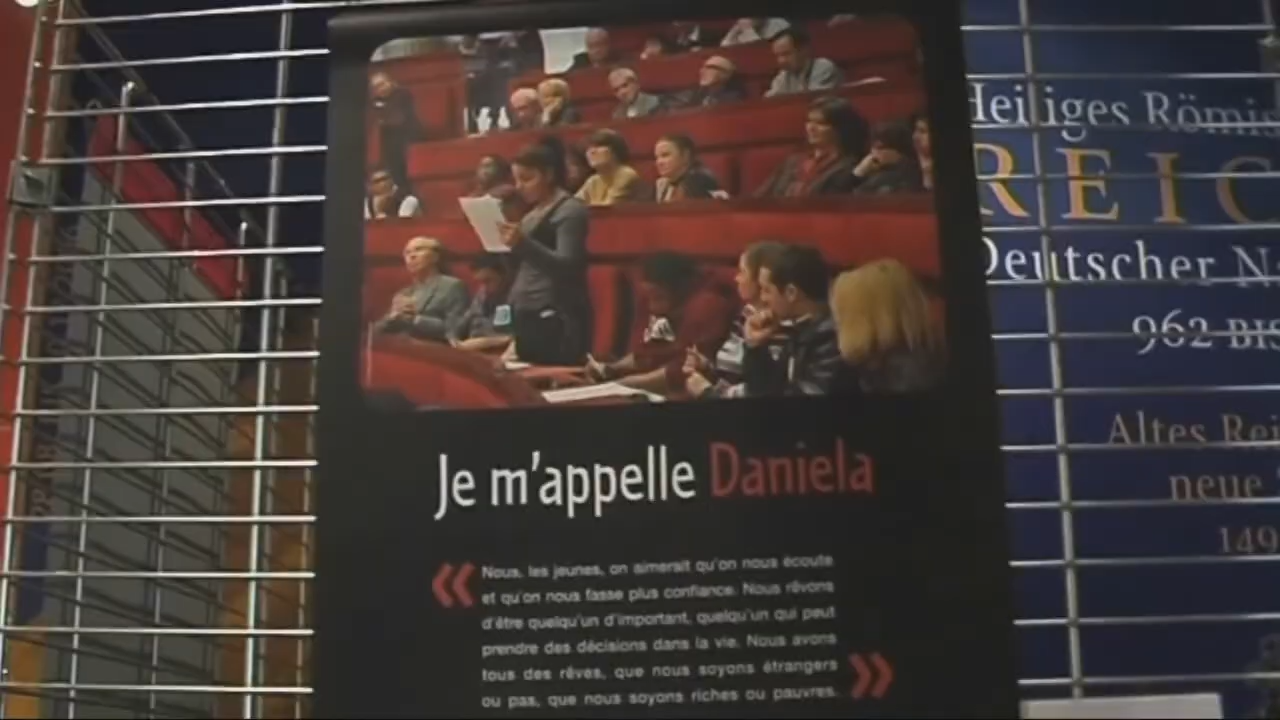 Je m'appelle Daniela
« Nous, les jeunes, on aimerait qu'on nous écoute
et qu'on nous fasse plus confiance. Nous rêvons
d'être quelqu'un d'important, quelqu'un qui peut
prendre des décisions dans la vie. Nous avons
tous des rêves, que nous soyons étrangers
ou pas, que nous soyons riches ou pauvres. »
Heiliges Römis
REIC
Deutscher N
962 BIS
Altes Rei
neue
149